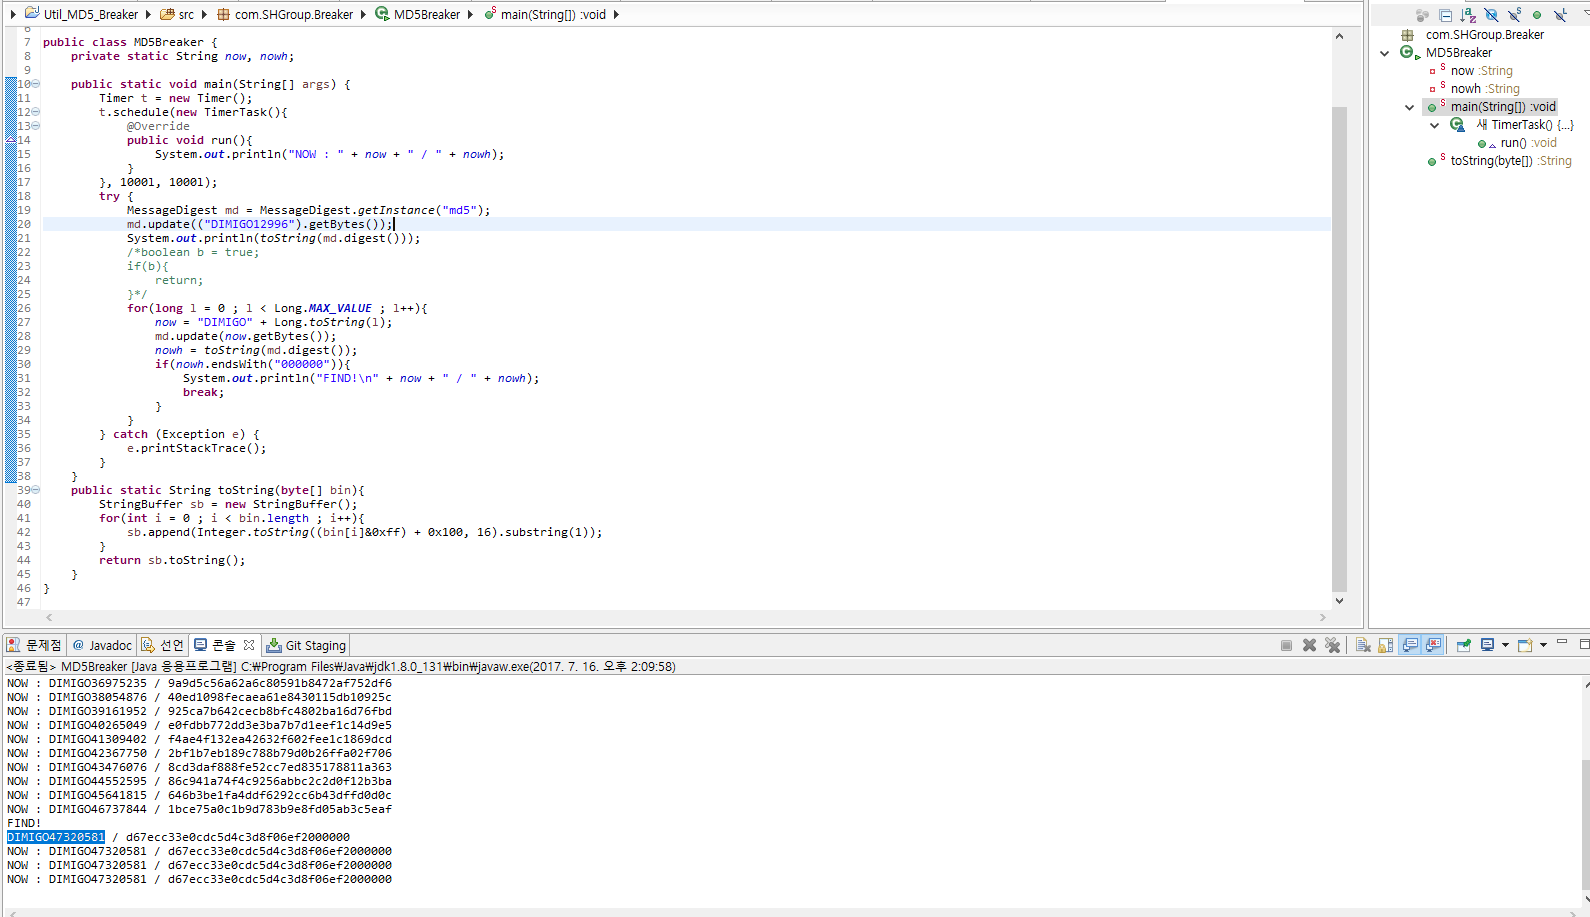 Util_MD5_Breaker src com.SHGroup.Breaker MD5Breaker main(String[]) :void
6
7 public class MD5Breaker {
8 private static String now, nowh;
9
10 public static void main(String[] args) {
11 Timer t = new Timer();
12 t.schedule(new TimerTask(){
13 @Override
14 public void run(){
15 System.out.println("NOW : " + now + " / " + nowh);
16 }
17 }, 1000l, 1000l);
18 try {
19 MessageDigest md = MessageDigest.getInstance("md5");
20 md.update(("DIMIGO12996").getBytes());
21 System.out.println(toString(md.digest()));
22 /*boolean b = true;
23 if(b){
24 return;
25 }*/
26 for(long l = 0 ; l < Long.MAX_VALUE ; l++){
27 now = "DIMIGO" + Long.toString(l);
28 md.update(now.getBytes());
29 nowh = toString(md.digest());
30 if(nowh.endsWith("000000")){
31 System.out.println("FIND!\n" + now + " / " + nowh);
32 break;
33 }
34 }
35 } catch (Exception e) {
36 e.printStackTrace();
37 }
38 }
39 public static String toString(byte[] bin){
40 StringBuffer sb = new StringBuffer();
41 for(int i = 0 ; i < bin.length ; i++){
42 sb.append(Integer.toString((bin[i]&0xff) + 0x100, 16).substring(1));
43 }
44 return sb.toString();
45 }
46 }
47
com.SHGroup.Breaker
MD5Breaker
now :String
nowh :String
main(String[]) :void
새 TimerTask() {...}
run() :void
toString(byte[]) :String
문제점 Javadoc 선언 콘솔 Git Staging
<종료됨> MD5Breaker [Java 응용프로그램] C:₩Program Files₩Java₩jdk1.8.0_131₩bin₩javaw.exe(2017. 7. 16. 오후 2:09:58)
NOW : DIMIGO36975235 / 9a9d5c56a62a6c80591b8472af752df6
NOW : DIMIGO38054876 / 40ed1098fecaea61e8430115db10925c
NOW : DIMIGO39161952 / 925ca7b642cecb8bfc4802ba16d76fbd
NOW : DIMIGO40265049 / e0fdbb772dd3e3ba7b7d1eef1c14d9e5
NOW : DIMIGO41309402 / f4ae4f132ea42632f602fee1c1869dcd
NOW : DIMIGO42367750 / 2bf1b7eb189c788b79d0b26ffa02f706
NOW : DIMIGO43476076 / 8cd3daf888fe52cc7ed835178811a363
NOW : DIMIGO44552595 / 86c941a74f4c9256abbc2c2d0f12b3ba
NOW : DIMIGO45641815 / 646b3be1fa4ddf6292cc6b43dffd0d0c
NOW : DIMIGO46737844 / 1bce75a0c1b9d783b9e8fd05ab3c5eaf
FIND!
DIMIGO47320581 / d67ecc33e0cdc5d4c3d8f06ef2000000
NOW : DIMIGO47320581 / d67ecc33e0cdc5d4c3d8f06ef2000000
NOW : DIMIGO47320581 / d67ecc33e0cdc5d4c3d8f06ef2000000
NOW : DIMIGO47320581 / d67ecc33e0cdc5d4c3d8f06ef2000000